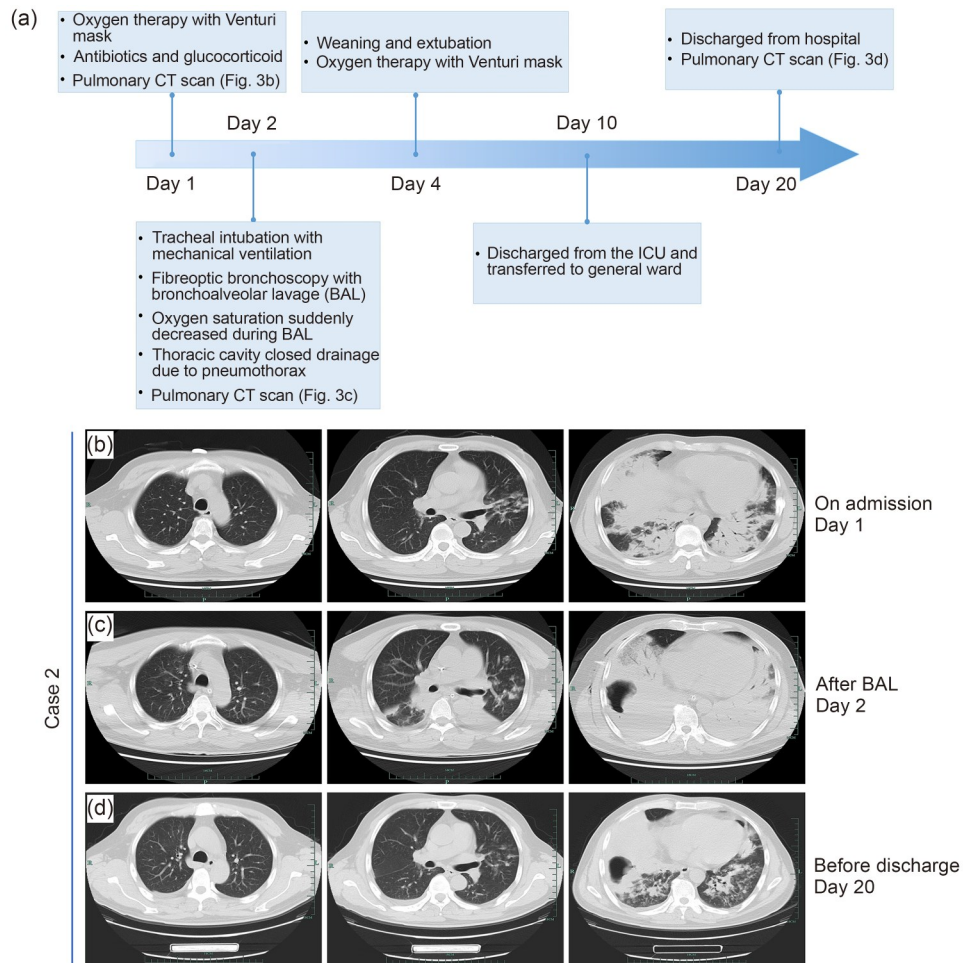 (a)
• Oxygen therapy with Venturi
mask
• Antibiotics and glucocorticoid
• Pulmonary CT scan (Fig. 3b)
• Weaning and extubation
• Oxygen therapy with Venturi mask
• Discharged from hospital
• Pulmonary CT scan (Fig. 3d)
Day 2
Day 10
Day 1
Day 4
Day 20
• Tracheal intubation with
mechanical ventilation
• Fibreoptic bronchoscopy with
bronchoalveolar lavage (BAL)
• Oxygen saturation suddenly
decreased during BAL
• Thoracic cavity closed drainage
due to pneumothorax
• Pulmonary CT scan (Fig. 3c)
• Discharged from the ICU and
transferred to general ward
Case 2
(b)
On admission
Day 1
(c)
After BAL
Day 2
(d)
Before discharge
Day 20